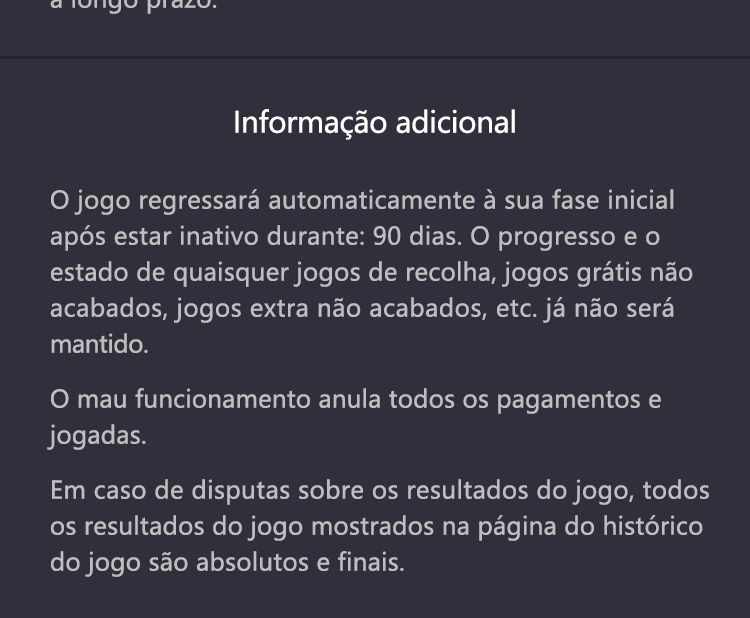 a longo prazo.
Informação adicional
O jogo regressará automaticamente à sua fase inicial
após estar inativo durante: 90 dias. O progresso e o
estado de quaisquer jogos de recolha, jogos grátis não
acabados, jogos extra não acabados, etc. já não será
mantido.
O mau funcionamento anula todos os pagamentos e
jogadas.
Em caso de disputas sobre os resultados do jogo, todos
os resultados do jogo mostrados na página do histórico
do jogo são absolutos e finais.